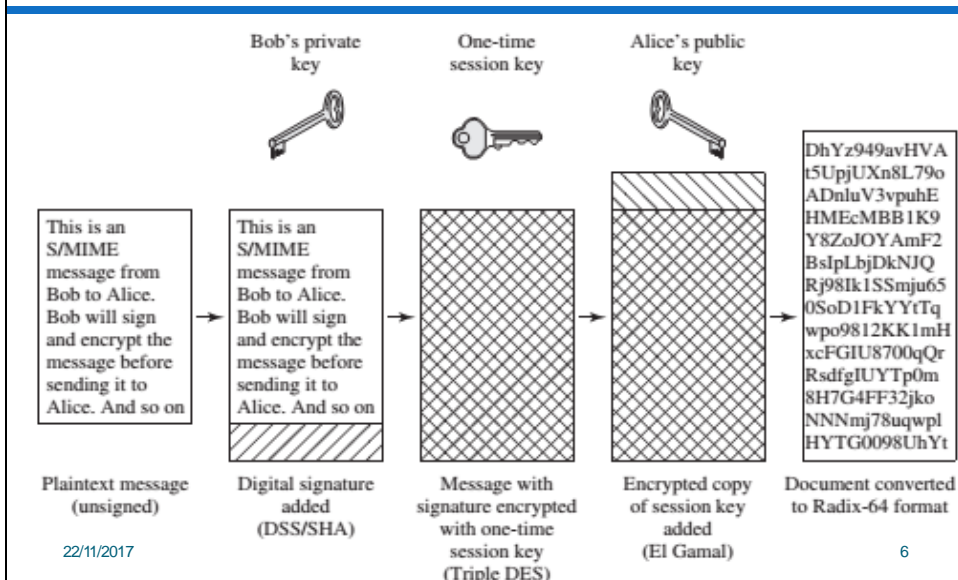 Bob's private
key
One-time
session key
Alice's public
key
This is an
S/MIME
message from
Bob to Alice.
Bob will sign
and encrypt the
message before
sending it to
Alice. And so on
This is an
S/MIME
message from
Bob to Alice.
Bob will sign
and encrypt the
message before
sending it to
Alice. And so on
DhYz949avHVA
t5UpjUXn8L79o
ADnluV3vpuhE
HMEcMBB1K9
Y8ZoJOYAmF2
BsIpLbjDkNJQ
Rj98Ik1SSmju65
0SoD1FkYYtTq
wpo9812KK1mH
xcFGIU8700qQr
RsdfgIUYTp0m
8H7G4FF32jko
NNNmj78uqwpl
HYTG0098UhYt
Plaintext message
(unsigned)
Digital signature
added
(DSS/SHA)
Message with
signature encrypted
with one-time
session key
(Triple DES)
Encrypted copy
of session key
added
(El Gamal)
Document converted
to Radix-64 format
22/11/2017
6